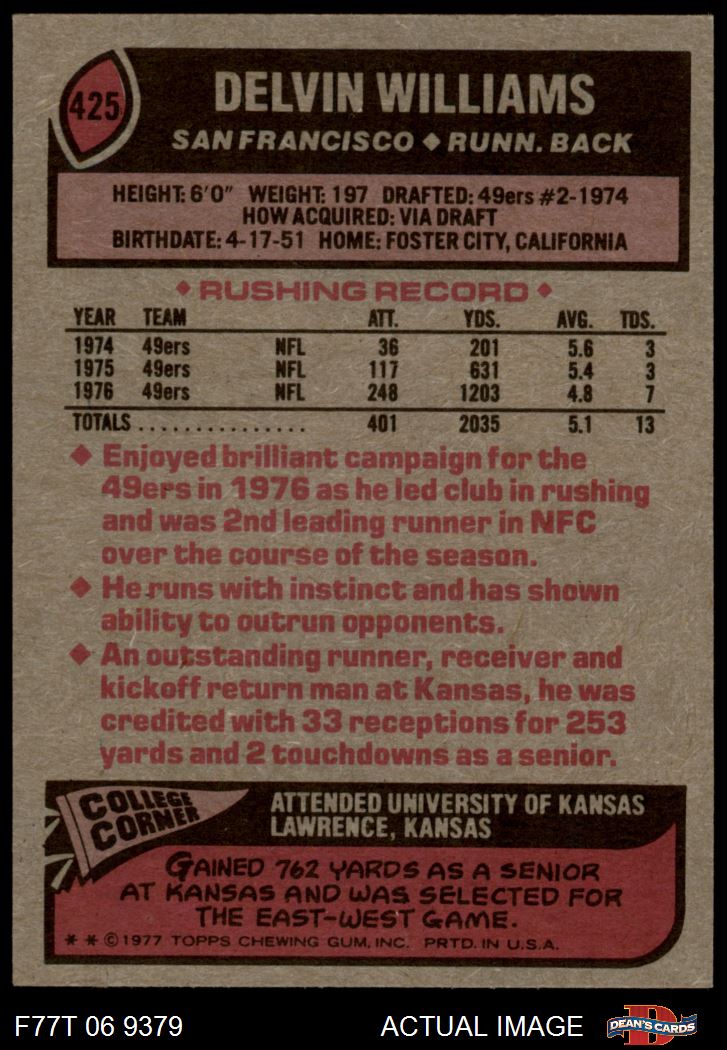 425
DELVIN WILLIAMS
SAN FRANCISCO ◆ RUNN. BACK
HEIGHT: 6'0" WEIGHT: 197 DRAFTED: 49ers #2-1974
HOW ACQUIRED: VIA DRAFT
BIRTHDATE: 4-17-51 HOME: FOSTER CITY, CALIFORNIA
◆ RUSHING RECORD ◆
YEAR TEAM ATT. YDS. AVG. TDS.
1974 49ers NFL 36 201 5.6 3
1975 49ers NFL 117 631 5.4 3
1976 49ers NFL 248 1203 4.8 7
TOTALS ............... 401 2035 5.1 13
◆ Enjoyed brilliant campaign for the
49ers in 1976 as he led club in rushing
and was 2nd leading runner in NFC
over the course of the season.
◆ He runs with instinct and has shown
ability to outrun opponents.
◆ An outstanding runner, receiver and
kickoff return man at Kansas, he was
credited with 33 receptions for 253
yards and 2 touchdowns as a senior.
COLLEGE
CORNER
ATTENDED UNIVERSITY OF KANSAS
LAWRENCE, KANSAS
GAINED 762 YARDS AS A SENIOR
AT KANSAS AND WAS SELECTED FOR
THE EAST-WEST GAME.
* * © 1977 TOPPS CHEWING GUM, INC. PRTD. IN U.S.A.
F77T 06 9379 ACTUAL IMAGE
D
DEAN'S CARDS